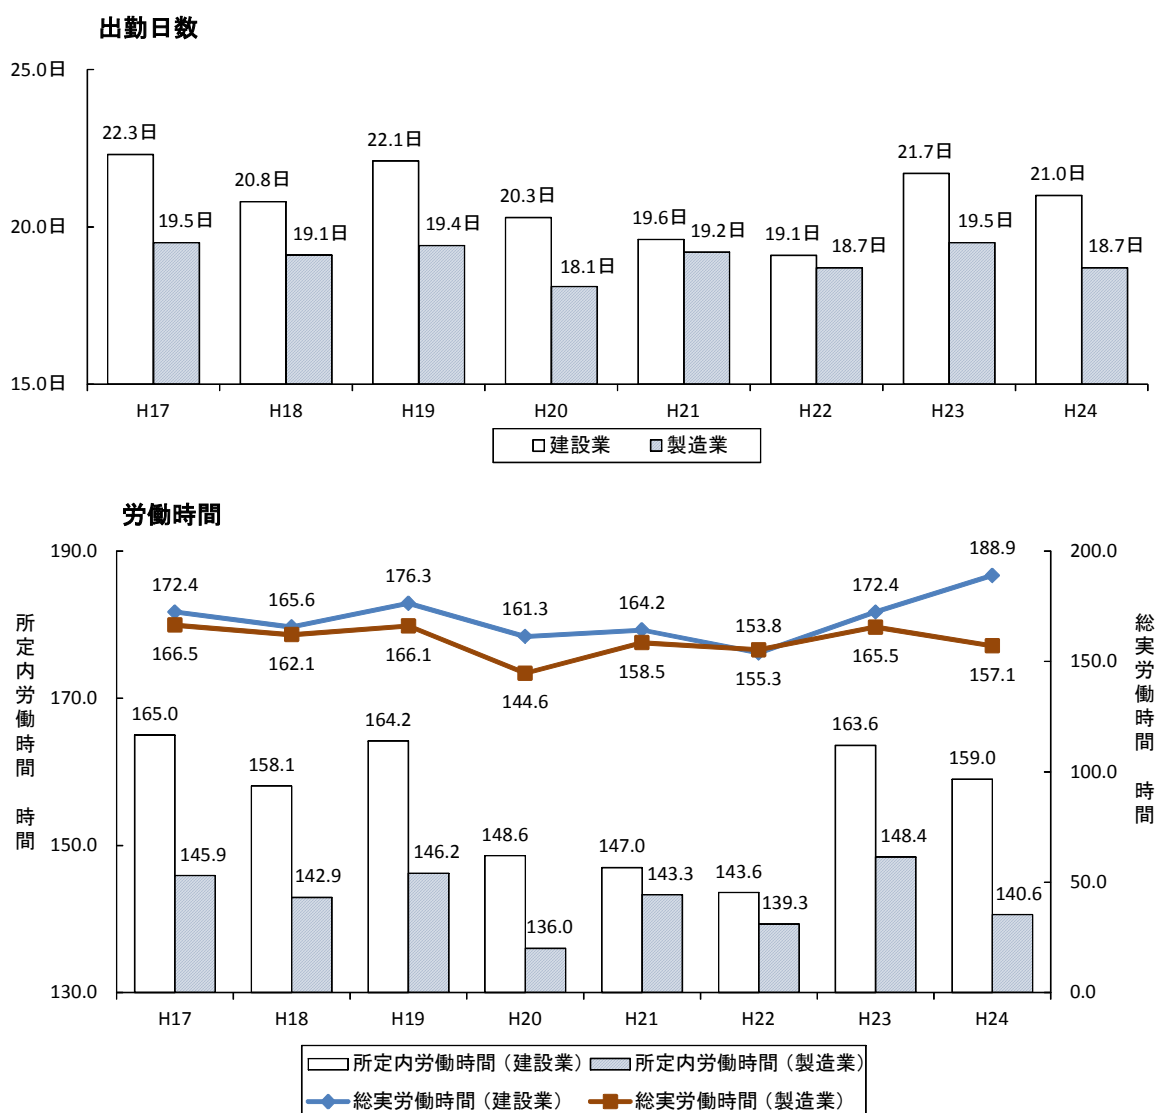 出勤日数
25.0日
20.0日
15.0日
22.3日 19.5日 20.8日 19.1日 22.1日 19.4日 20.3日 18.1日 19.6日 19.2日 19.1日 18.7日 21.7日 19.5日 21.0日 18.7日
H17 H18 H19 H20 H21 H22 H23 H24
建設業 製造業
労働時間
190.0
170.0
150.0
130.0
所定内労働時間 時間
200.0
150.0
100.0
50.0
0.0
総実労働時間 時間
172.4 165.6 176.3 161.3 164.2 153.8 172.4 188.9
166.5 162.1 166.1 144.6 158.5 155.3 165.5 157.1
165.0 158.1 164.2 148.6 147.0 143.6 163.6 159.0
145.9 142.9 146.2 136.0 143.3 139.3 148.4 140.6
H17 H18 H19 H20 H21 H22 H23 H24
所定内労働時間（建設業） 所定内労働時間（製造業）
総実労働時間（建設業） 総実労働時間（製造業）